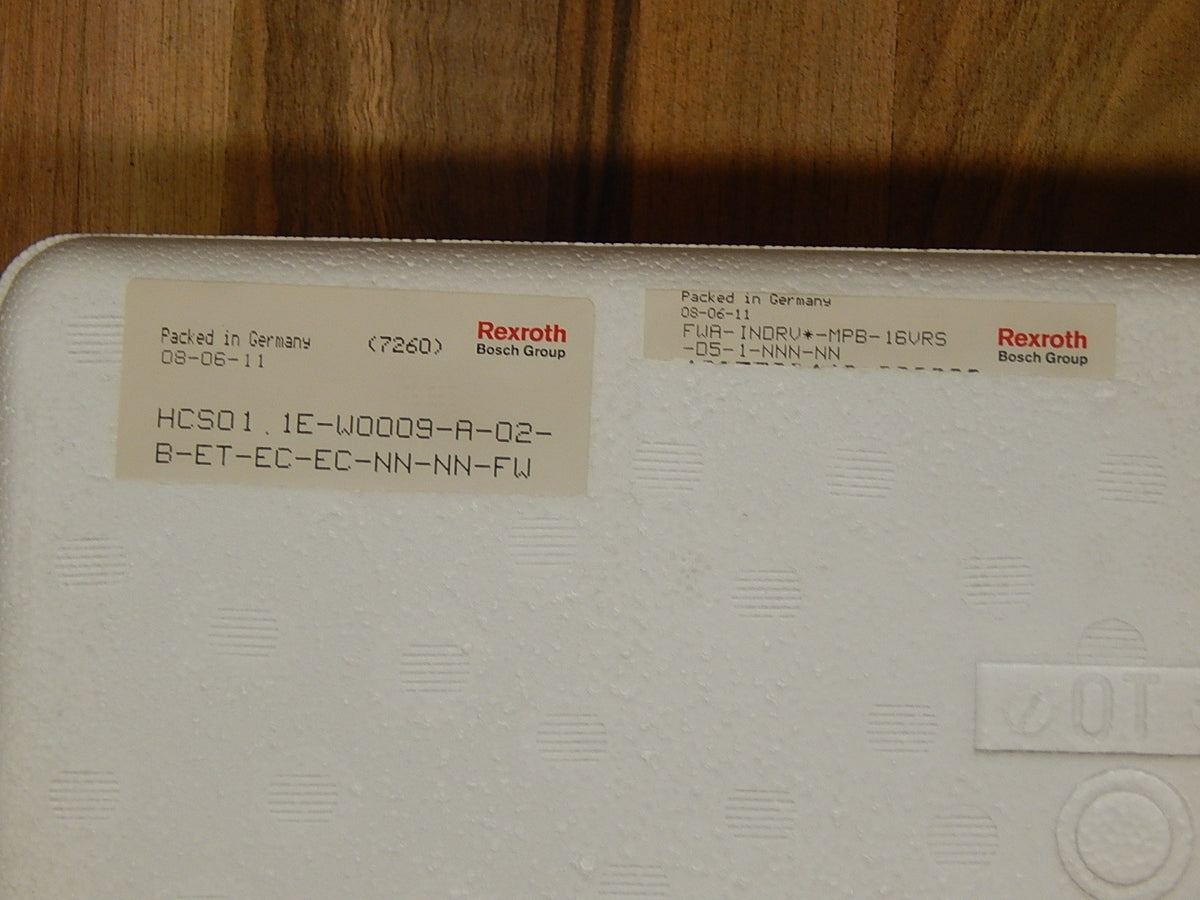 Packed in Germany (7260)
08-06-11
Rexroth
Bosch Group
HCS01.1E-W0009-A-02-
B-ET-EC-EC-NN-NN-FW
Packed in Germany
08-06-11
FWA-INDRV*-MPB-16VRS
-D5-1-NNN-NN
Rexroth
Bosch Group
OT